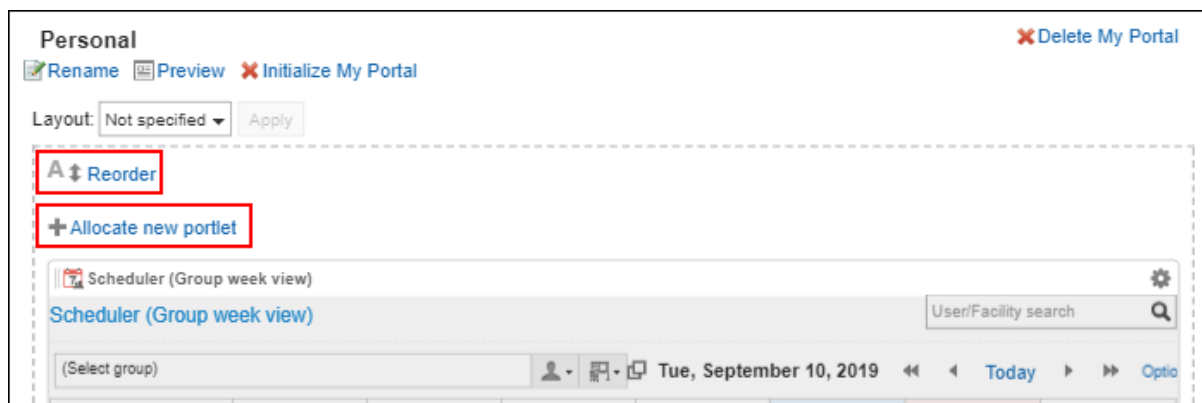 Personal
Delete My Portal
Rename Preview Initialize My Portal
Layout: Not specified Apply
A Reorder
Allocate new portlet
Scheduler (Group week view)
Scheduler (Group week view)
User/Facility search
(Select group)
Tue, September 10, 2019 Today Optio